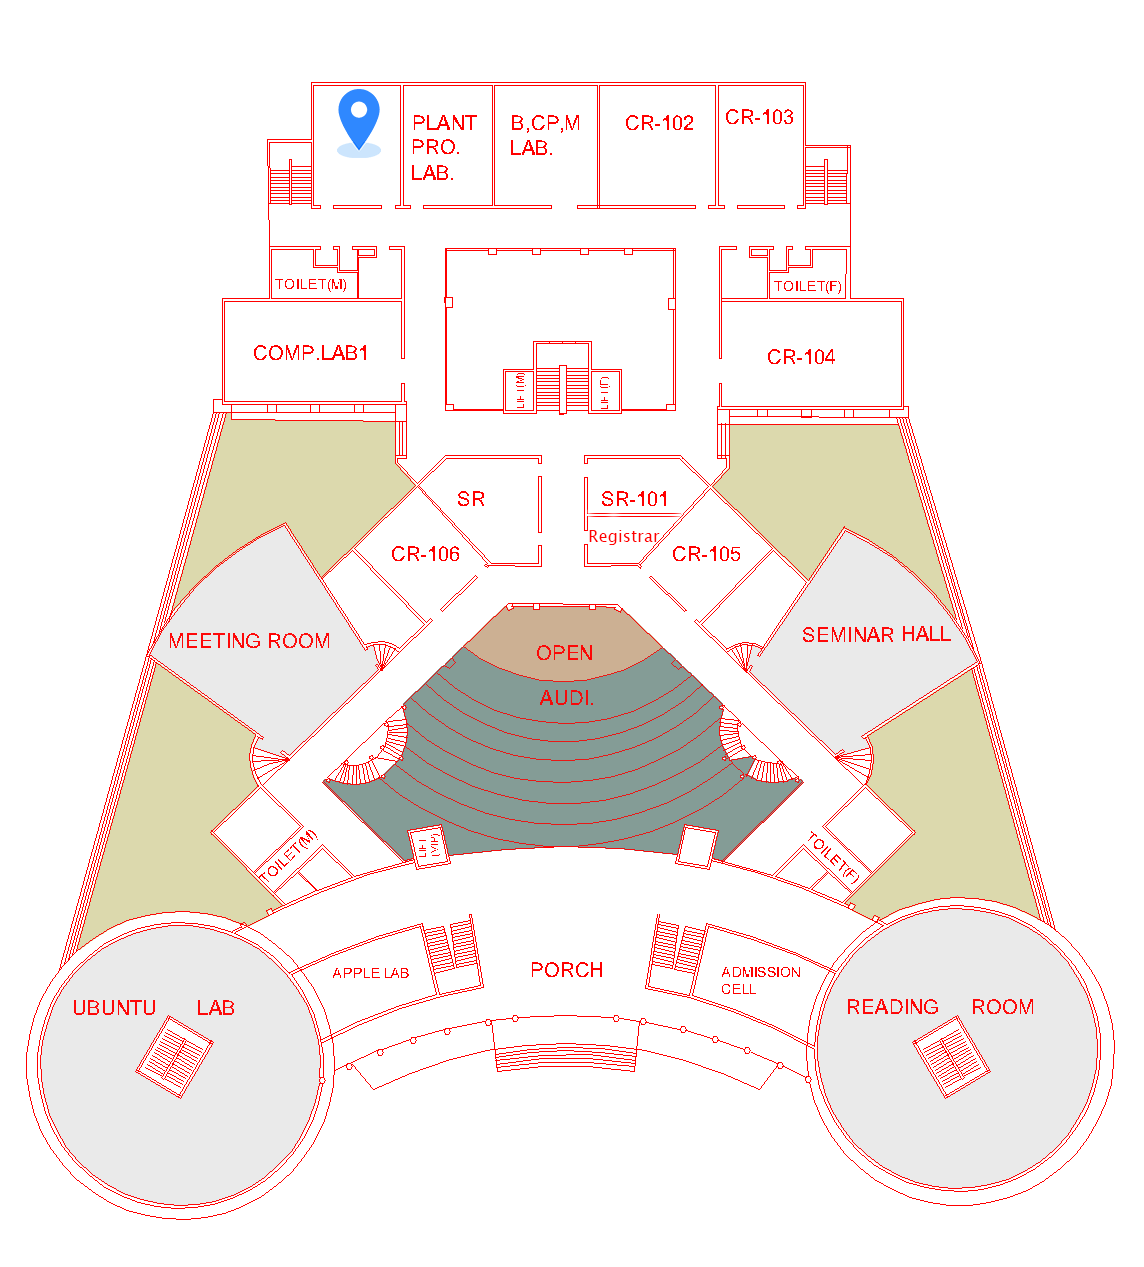 PLANT
PRO.
LAB.
B,CP,M
LAB.
CR-102
CR-103
TOILET(M)
TOILET(F)
COMP.LAB1
CR-104
LIFT(M)
LIFT(F)
SR
SR-101
Registrar
CR-106
CR-105
MEETING ROOM
SEMINAR HALL
OPEN
AUDI.
TOILET(M)
LIFT
(VIP)
TOILET(F)
APPLE LAB
PORCH
ADMISSION
CELL
UBUNTU LAB
READING ROOM